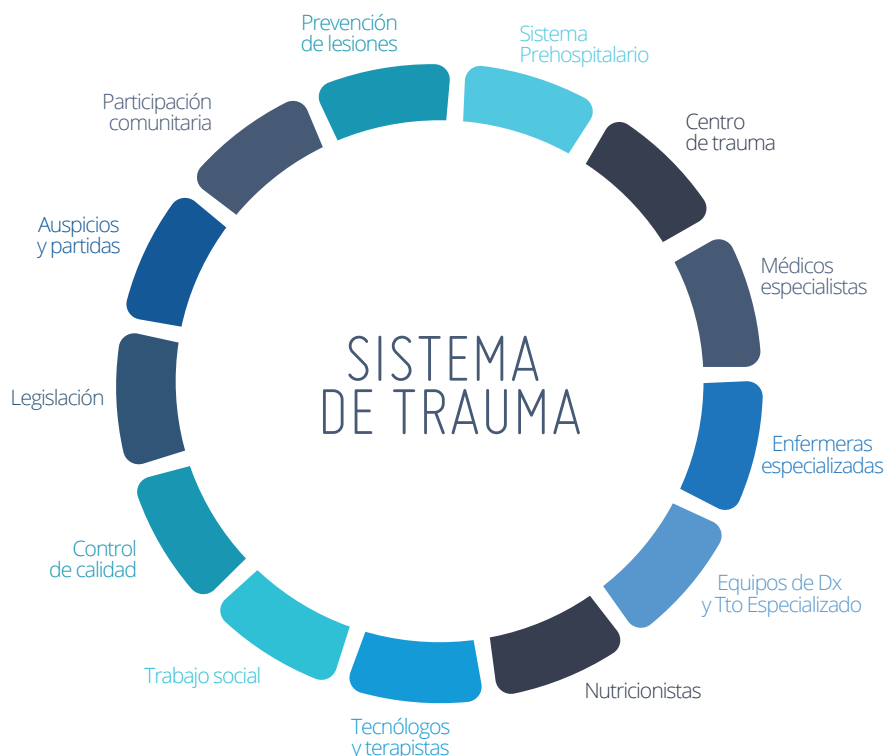 Prevención
de lesiones
Sistema
Prehospitalario
Centro
de trauma
Médicos
especialistas
Enfermeras
especializadas
Equipos de Dx
y Tto Especializado
Nutricionistas
Tecnólogos
y terapistas
Trabajo social
Control
de calidad
Legislación
Auspicios
y partidas
Participación
comunitaria
SISTEMA
DE TRAUMA